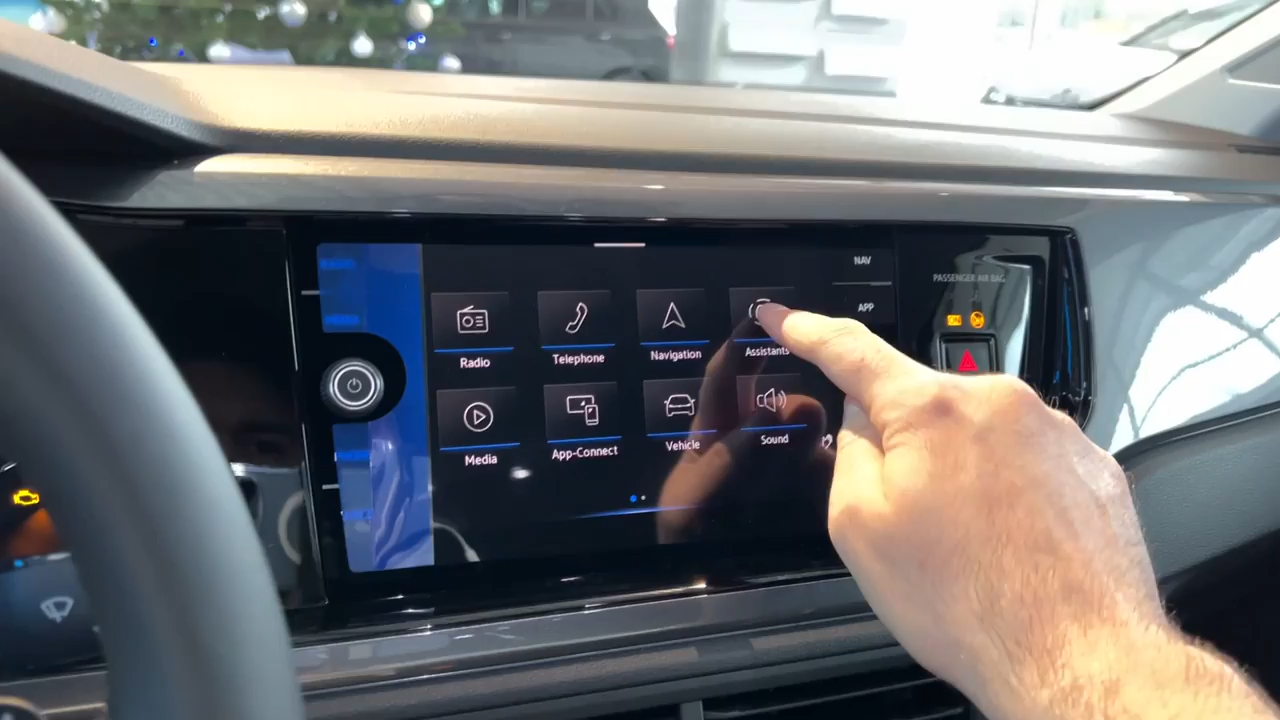 NAV
PASSENGER AIR BAG
APP
Radio
Telephone
Navigation
Assistants
Media
App-Connect
Vehicle
Sound